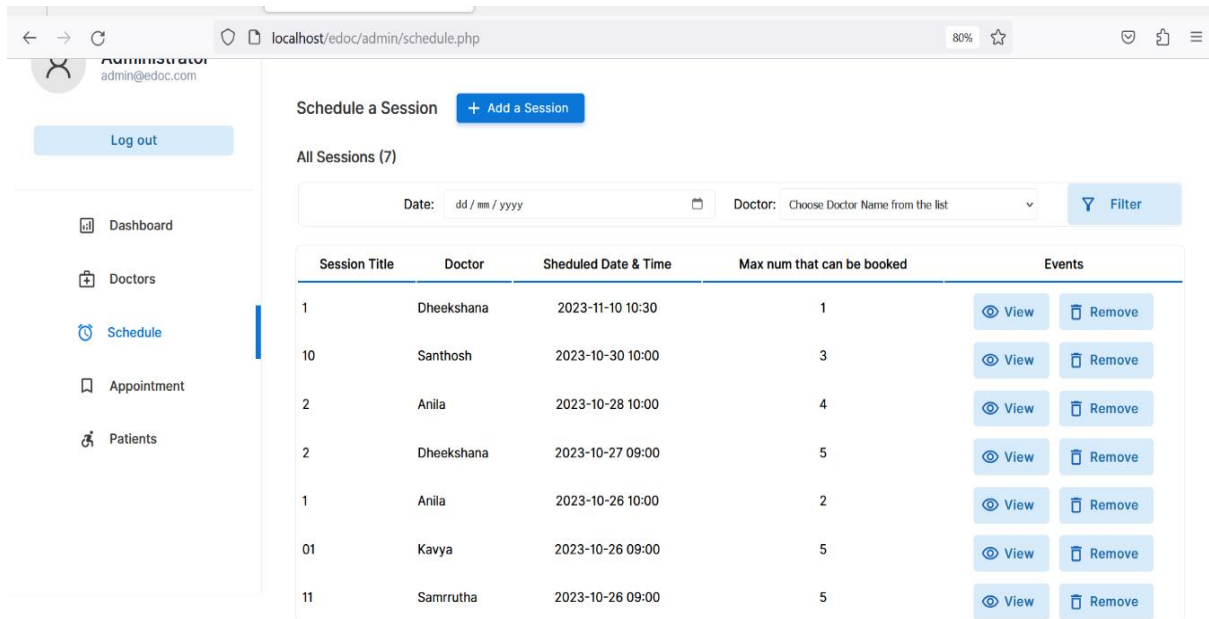 localhost/edoc/admin/schedule.php 80%
Administrator
admin@edoc.com
Log out
Dashboard
Doctors
Schedule
Appointment
Patients
Schedule a Session + Add a Session
All Sessions (7)
Date: dd / mm / yyyy Doctor: Choose Doctor Name from the list Filter
Session Title Doctor Sheduled Date & Time Max num that can be booked Events
1 Dheekshana 2023-11-10 10:30 1 View Remove
10 Santhosh 2023-10-30 10:00 3 View Remove
2 Anila 2023-10-28 10:00 4 View Remove
2 Dheekshana 2023-10-27 09:00 5 View Remove
1 Anila 2023-10-26 10:00 2 View Remove
01 Kavya 2023-10-26 09:00 5 View Remove
11 Samrrutha 2023-10-26 09:00 5 View Remove